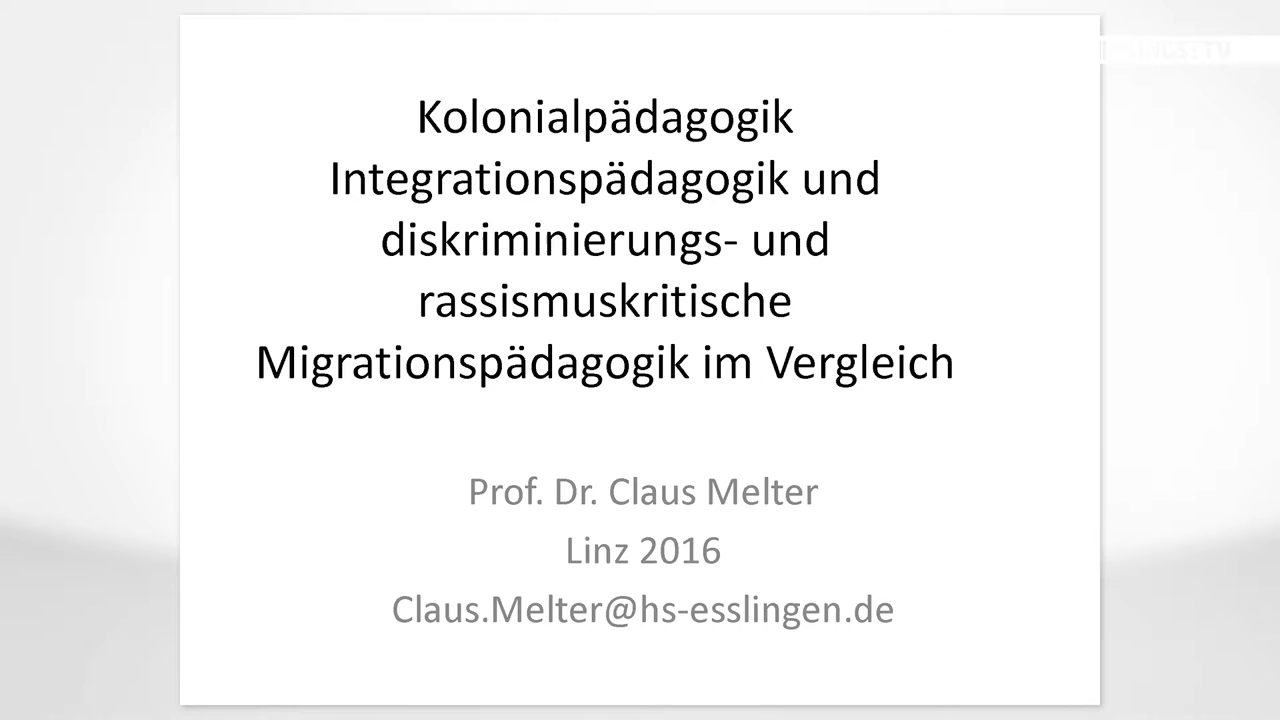 Kolonialpädagogik
Integrationspädagogik und
diskriminierungs- und
rassismuskritische
Migrationspädagogik im Vergleich
Prof. Dr. Claus Melter
Linz 2016
Claus.Melter@hs-esslingen.de